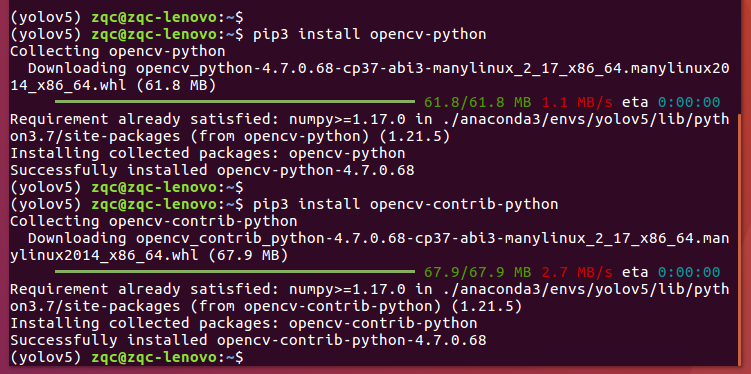 (yolov5) zqc@zqc-lenovo:~$
(yolov5) zqc@zqc-lenovo:~$ pip3 install opencv-python
Collecting opencv-python
  Downloading opencv_python-4.7.0.68-cp37-abi3-manylinux_2_17_x86_64.manylinux20
14_x86_64.whl (61.8 MB)
61.8/61.8 MB 1.1 MB/s eta 0:00:00
Requirement already satisfied: numpy>=1.17.0 in ./anaconda3/envs/yolov5/lib/pyth
on3.7/site-packages (from opencv-python) (1.21.5)
Installing collected packages: opencv-python
Successfully installed opencv-python-4.7.0.68
(yolov5) zqc@zqc-lenovo:~$
(yolov5) zqc@zqc-lenovo:~$ pip3 install opencv-contrib-python
Collecting opencv-contrib-python
  Downloading opencv_contrib_python-4.7.0.68-cp37-abi3-manylinux_2_17_x86_64.man
ylinux2014_x86_64.whl (67.9 MB)
67.9/67.9 MB 2.7 MB/s eta 0:00:00
Requirement already satisfied: numpy>=1.17.0 in ./anaconda3/envs/yolov5/lib/pyth
on3.7/site-packages (from opencv-contrib-python) (1.21.5)
Installing collected packages: opencv-contrib-python
Successfully installed opencv-contrib-python-4.7.0.68
(yolov5) zqc@zqc-lenovo:~$